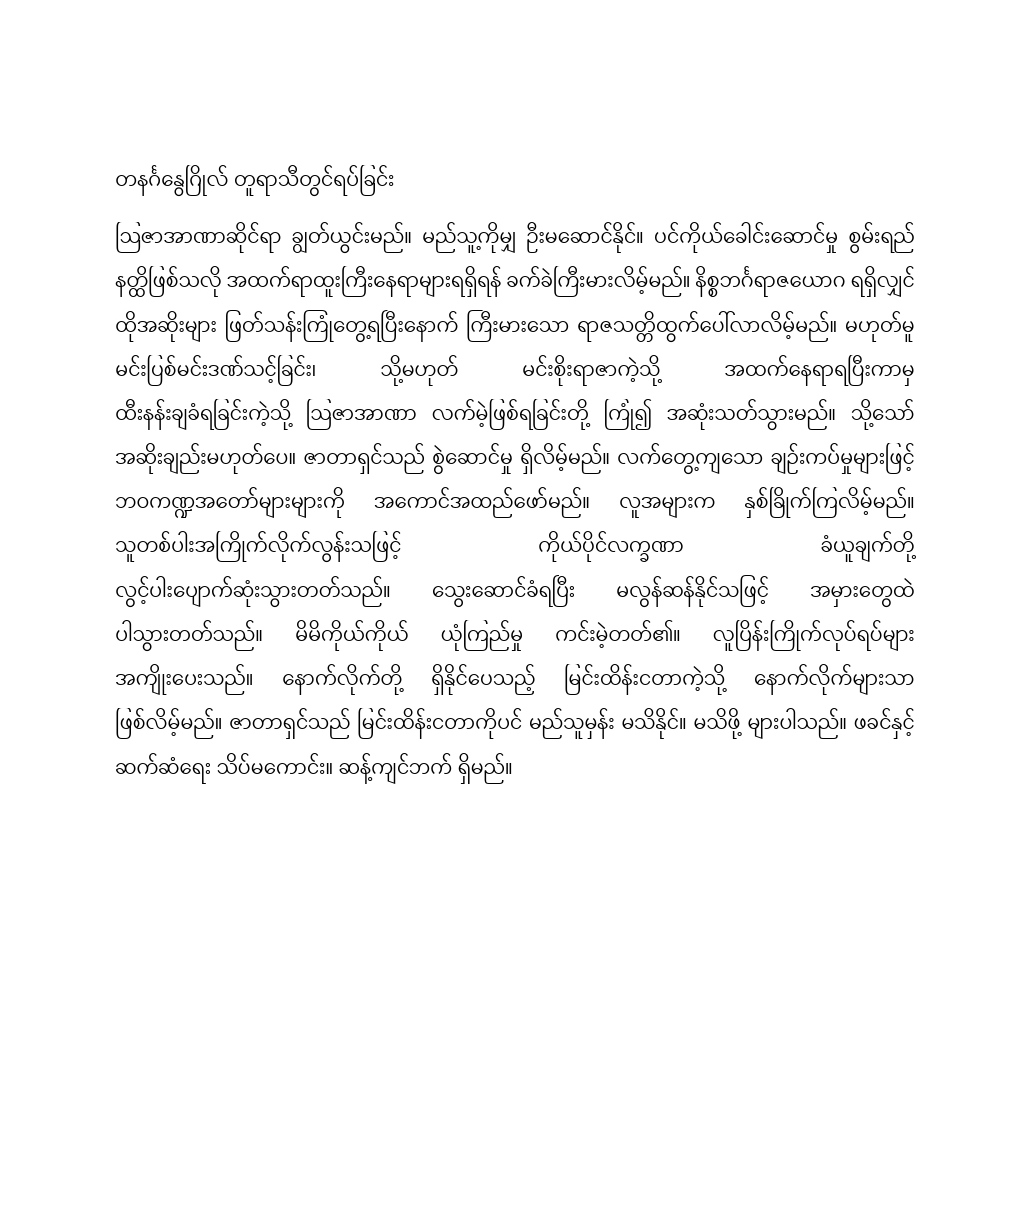 တနင်္ဂနွေဂြိုလ် တူရာသီတွင်ရပ်ခြင်း
ဩဇာအာဏာဆိုင်ရာ ချွတ်ယွင်းမည်။ မည်သူ့ကိုမျှ ဦးမဆောင်နိုင်။ ပင်ကိုယ်ခေါင်းဆောင်မှု စွမ်းရည်
နတ္ထိဖြစ်သလို အထက်ရာထူးကြီးနေရာများရရှိရန် ခက်ခဲကြီးမားလိမ့်မည်။ နိစ္စဘင်္ဂရာဇယောဂ ရရှိလျှင်
ထိုအဆိုးများ ဖြတ်သန်းကြုံတွေ့ရပြီးနောက် ကြီးမားသော ရာဇသတ္တိထွက်ပေါ်လာလိမ့်မည်။ မဟုတ်မူ
မင်းပြစ်မင်းဒဏ်သင့်ခြင်း၊ သို့မဟုတ် မင်းစိုးရာဇာကဲ့သို့ အထက်နေရာရပြီးကာမှ
ထီးနန်းချခံရခြင်းကဲ့သို့ ဩဇာအာဏာ လက်မဲ့ဖြစ်ရခြင်းတို့ ကြုံ၍ အဆုံးသတ်သွားမည်။ သို့သော်
အဆိုးချည်းမဟုတ်ပေ။ ဇာတာရှင်သည် စွဲဆောင်မှု ရှိလိမ့်မည်။ လက်တွေ့ကျသော ချဉ်းကပ်မှုများဖြင့်
ဘဝကဏ္ဍအတော်များများကို အကောင်အထည်ဖော်မည်။ လူအများက နှစ်ခြိုက်ကြလိမ့်မည်။
သူတစ်ပါးအကြိုက်လိုက်လွန်းသဖြင့် ကိုယ်ပိုင်လက္ခဏာ ခံယူချက်တို့
လွင့်ပါးပျောက်ဆုံးသွားတတ်သည်။ သွေးဆောင်ခံရပြီး မလွန်ဆန်နိုင်သဖြင့် အမှားတွေထဲ
ပါသွားတတ်သည်။ မိမိကိုယ်ကိုယ် ယုံကြည်မှု ကင်းမဲ့တတ်၏။ လူပြိန်းကြိုက်လုပ်ရပ်များ
အကျိုးပေးသည်။ နောက်လိုက်တို့ ရှိနိုင်ပေသည့် မြင်းထိန်းငတာကဲ့သို့ နောက်လိုက်များသာ
ဖြစ်လိမ့်မည်။ ဇာတာရှင်သည် မြင်းထိန်းငတာကိုပင် မည်သူမှန်း မသိနိုင်။ မသိဖို့ များပါသည်။ ဖခင်နှင့်
ဆက်ဆံရေး သိပ်မကောင်း။ ဆန့်ကျင်ဘက် ရှိမည်။